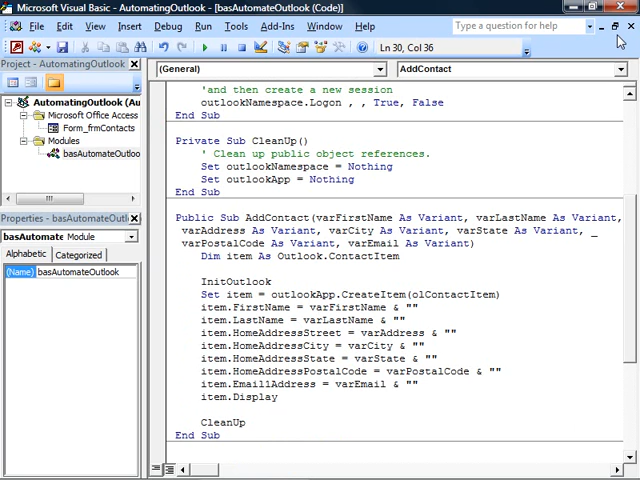 Microsoft Visual Basic - AutomatingOutlook - [basAutomateOutlook (Code)]
File Edit View Insert Debug Run Tools Add-Ins Window Help Type a question for help
Ln 30, Col 36
Project - AutomatingOutlook
(General) AddContact
AutomatingOutlook (Au
Microsoft Office Access
Form_frmContacts
Modules
basAutomateOutloo
Properties - basAutomateOutlook
basAutomate Module
Alphabetic Categorized
(Name) basAutomateOutlook
'and then create a new session
outlookNamespace.Logon , , True, False
End Sub
Private Sub CleanUp()
' Clean up public object references.
Set outlookNamespace = Nothing
Set outlookApp = Nothing
End Sub
Public Sub AddContact(varFirstName As Variant, varLastName As Variant,
varAddress As Variant, varCity As Variant, varState As Variant, _
varPostalCode As Variant, varEmail As Variant)
Dim item As Outlook.ContactItem
InitOutlook
Set item = outlookApp.CreateItem(olContactItem)
item.FirstName = varFirstName & ""
item.LastName = varLastName & ""
item.HomeAddressStreet = varAddress & ""
item.HomeAddressCity = varCity & ""
item.HomeAddressState = varState & ""
item.HomeAddressPostalCode = varPostalCode & ""
item.Email1Address = varEmail & ""
item.Display
CleanUp
End Sub